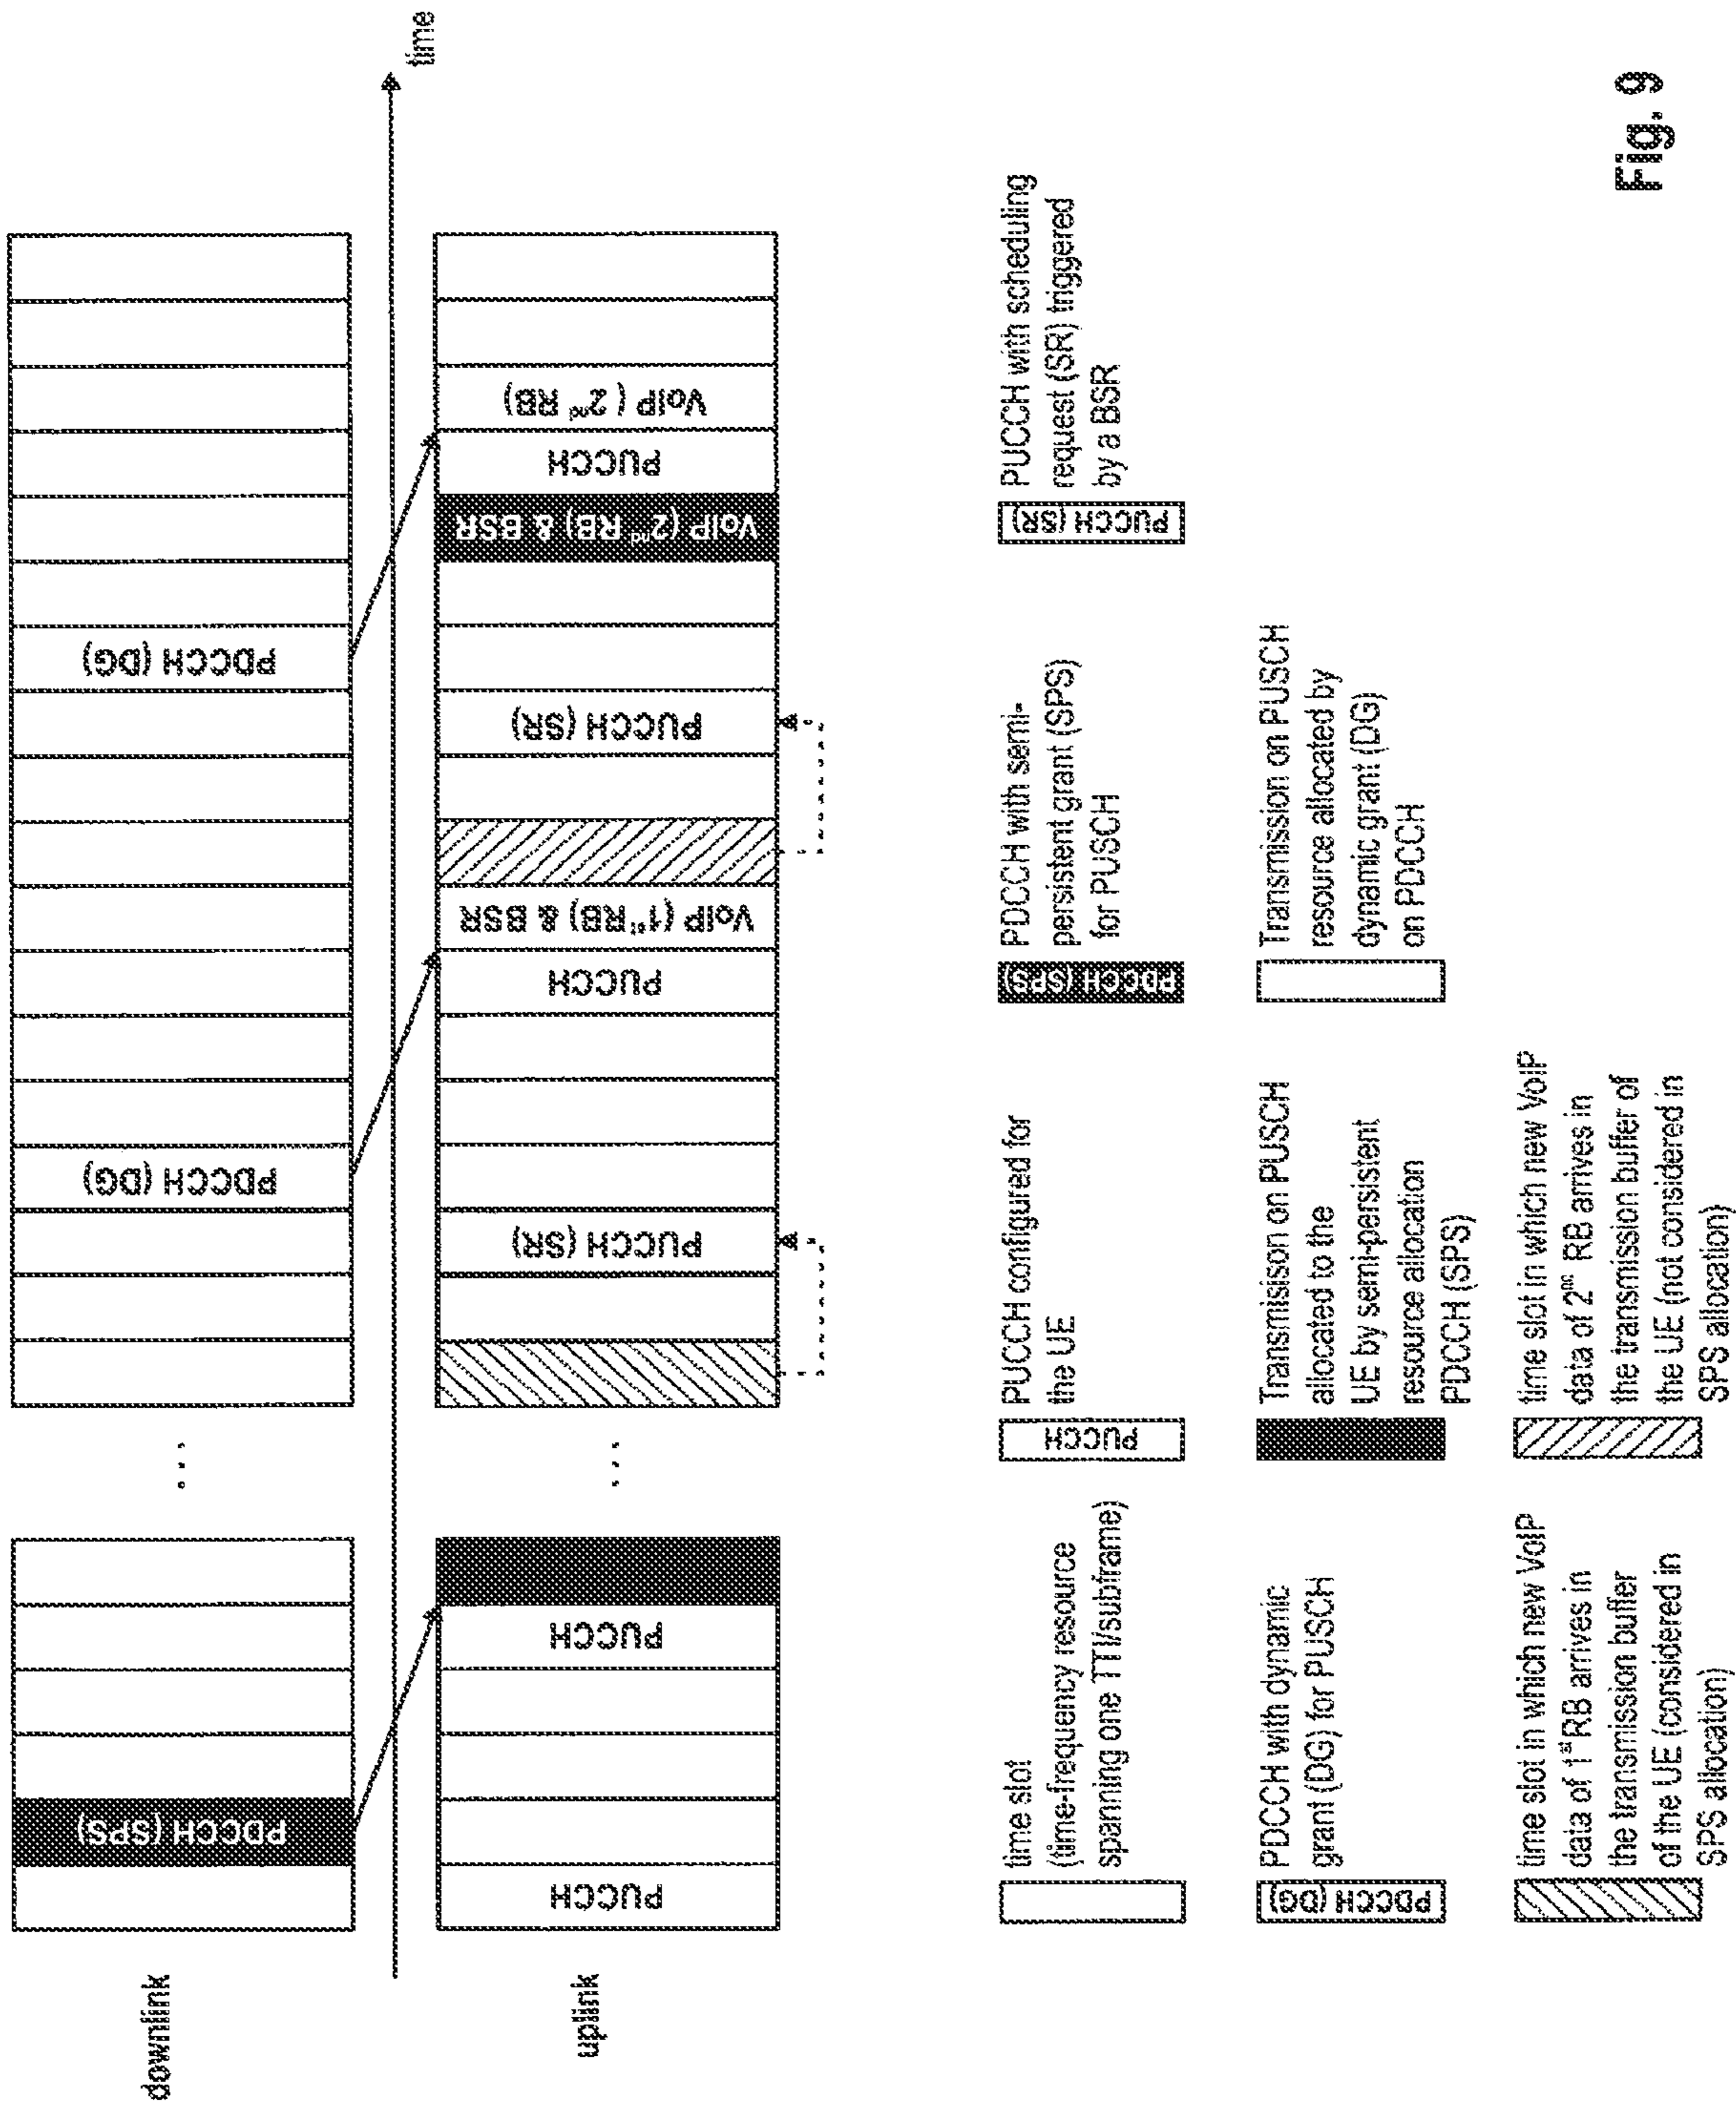 downlink
PDCCH (SPS)
...
PDCCH (DG)
PDCCH (DG)
time
uplink
PUCCH
PUCCH
...
PUCCH (SR)
PUCCH
VoIP (1st RB) & BSR
PUCCH (SR)
VoIP (2nd RB) & BSR
PUCCH
VoIP (2nd RB)
time slot
(time-frequency resource
spanning one TTI/subframe)
PUCCH
PUCCH configured for
the UE
PDCCH (SPS)
PDCCH with semi-
persistent grant (SPS)
for PUSCH
PUCCH (SR)
PUCCH with scheduling
request (SR) triggered
by a BSR
PDCCH (DG)
PDCCH with dynamic
grant (DG) for PUSCH
Transmisison on PUSCH
allocated to the
UE by semi-persistent
resource allocation
PDCCH (SPS)
Transmission on PUSCH
resource allocated by
dynamic grant (DG)
on PDCCH
time slot in which new VoIP
data of 1st RB arrives in
the transmission buffer
of the UE (considered in
SPS allocation)
time slot in which new VoIP
data of 2nd RB arrives in
the transmission buffer of
the UE (not considered in
SPS allocation)
Fig. 9